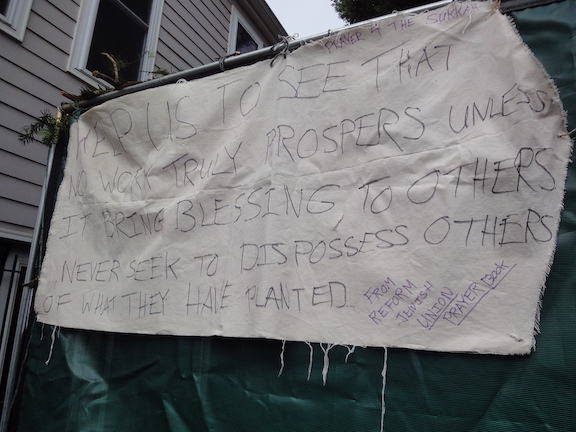 PRAYER 4 THE SUKKAH
HELP US TO SEE THAT
NO WORK TRULY PROSPERS UNLESS
IT BRING BLESSING TO OTHERS
NEVER SEEK TO DISPOSSESS OTHERS
OF WHAT THEY HAVE PLANTED.
FROM
REFORM
JEWISH
UNION
PRAYER BOOK